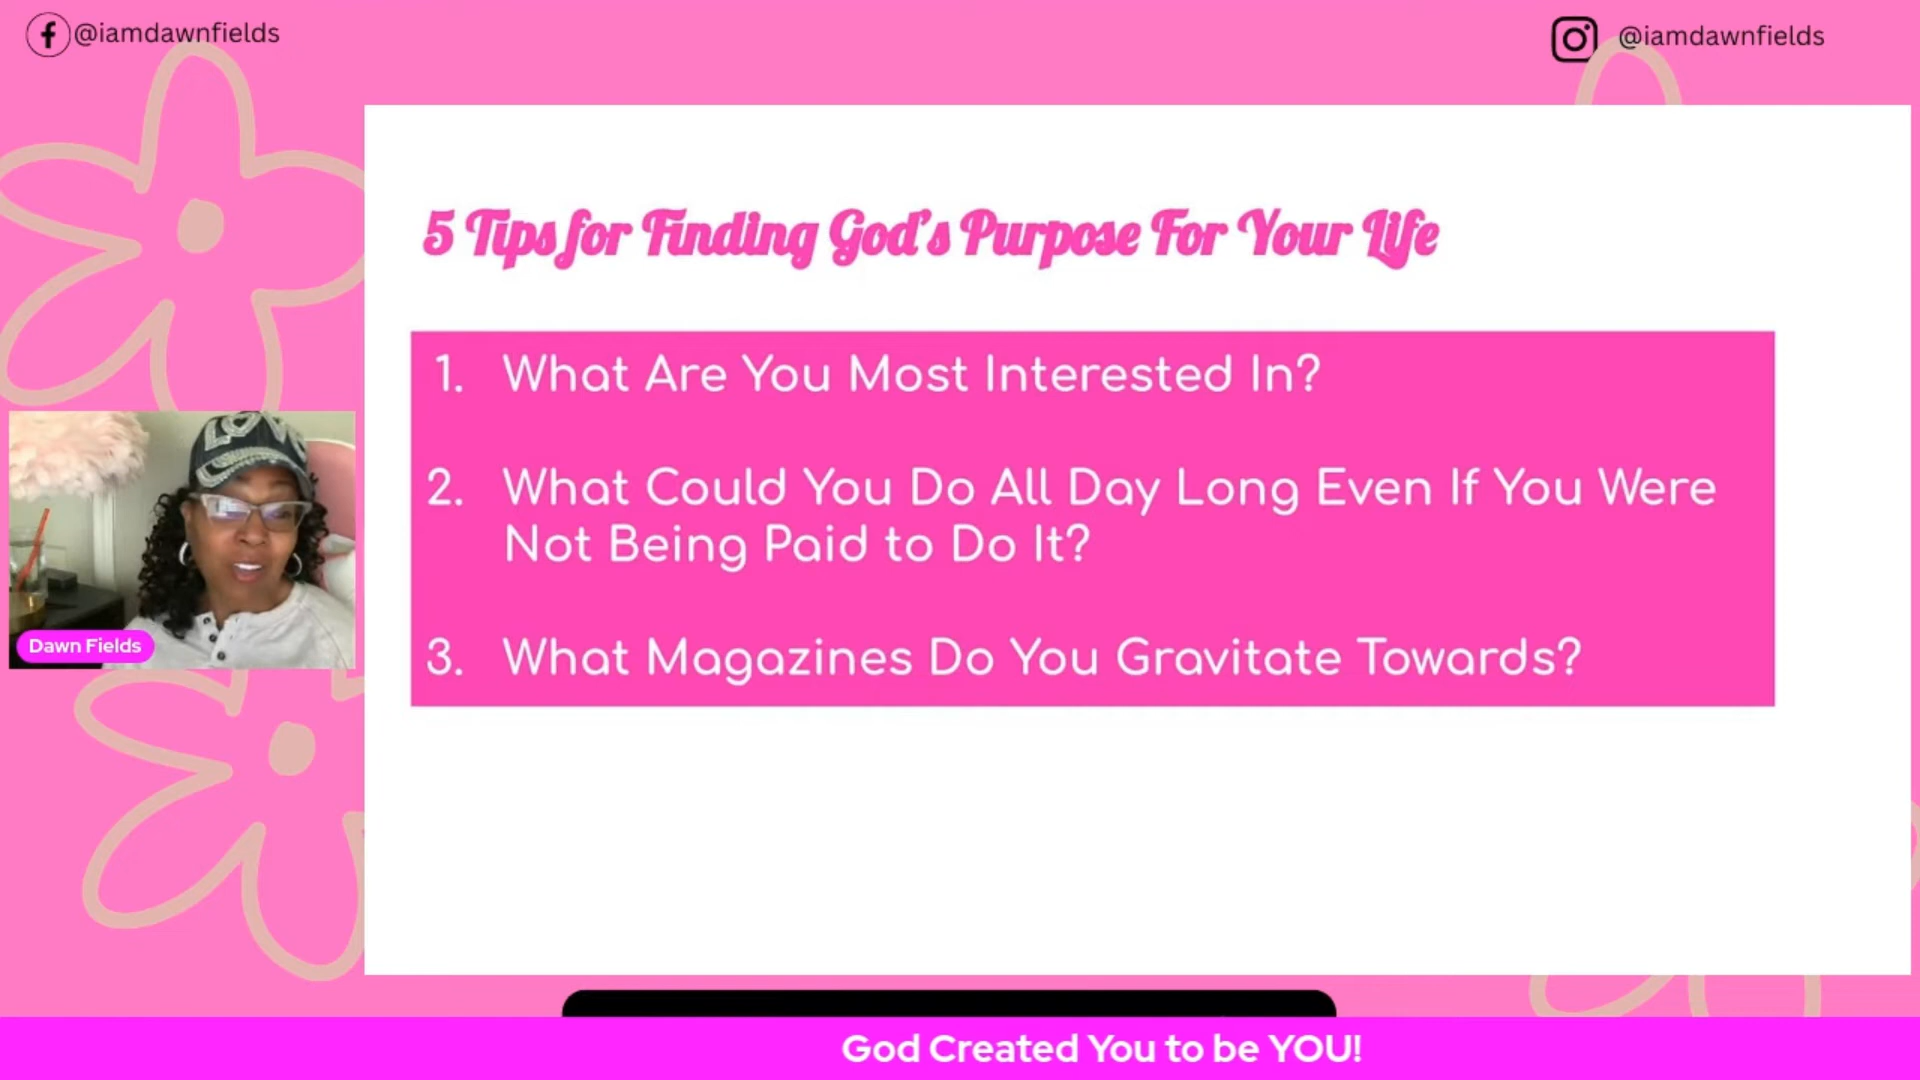 @iamdawnfields
@iamdawnfields
5 Tips for Finding God's Purpose For Your Life
1. What Are You Most Interested In?
2. What Could You Do All Day Long Even If You Were
Not Being Paid to Do It?
3. What Magazines Do You Gravitate Towards?
LOVE
Dawn Fields
God Created You to be YOU!